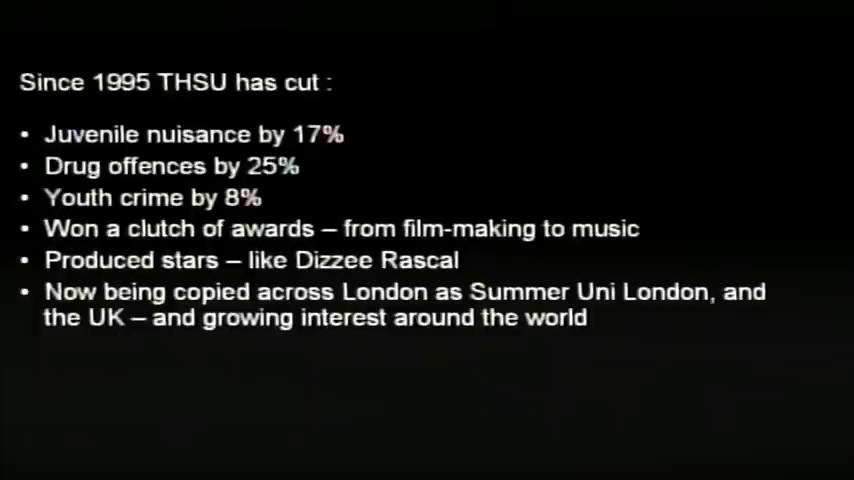 Since 1995 THSU has cut :
• Juvenile nuisance by 17%
• Drug offences by 25%
• Youth crime by 8%
• Won a clutch of awards – from film-making to music
• Produced stars – like Dizzee Rascal
• Now being copied across London as Summer Uni London, and
the UK – and growing interest around the world